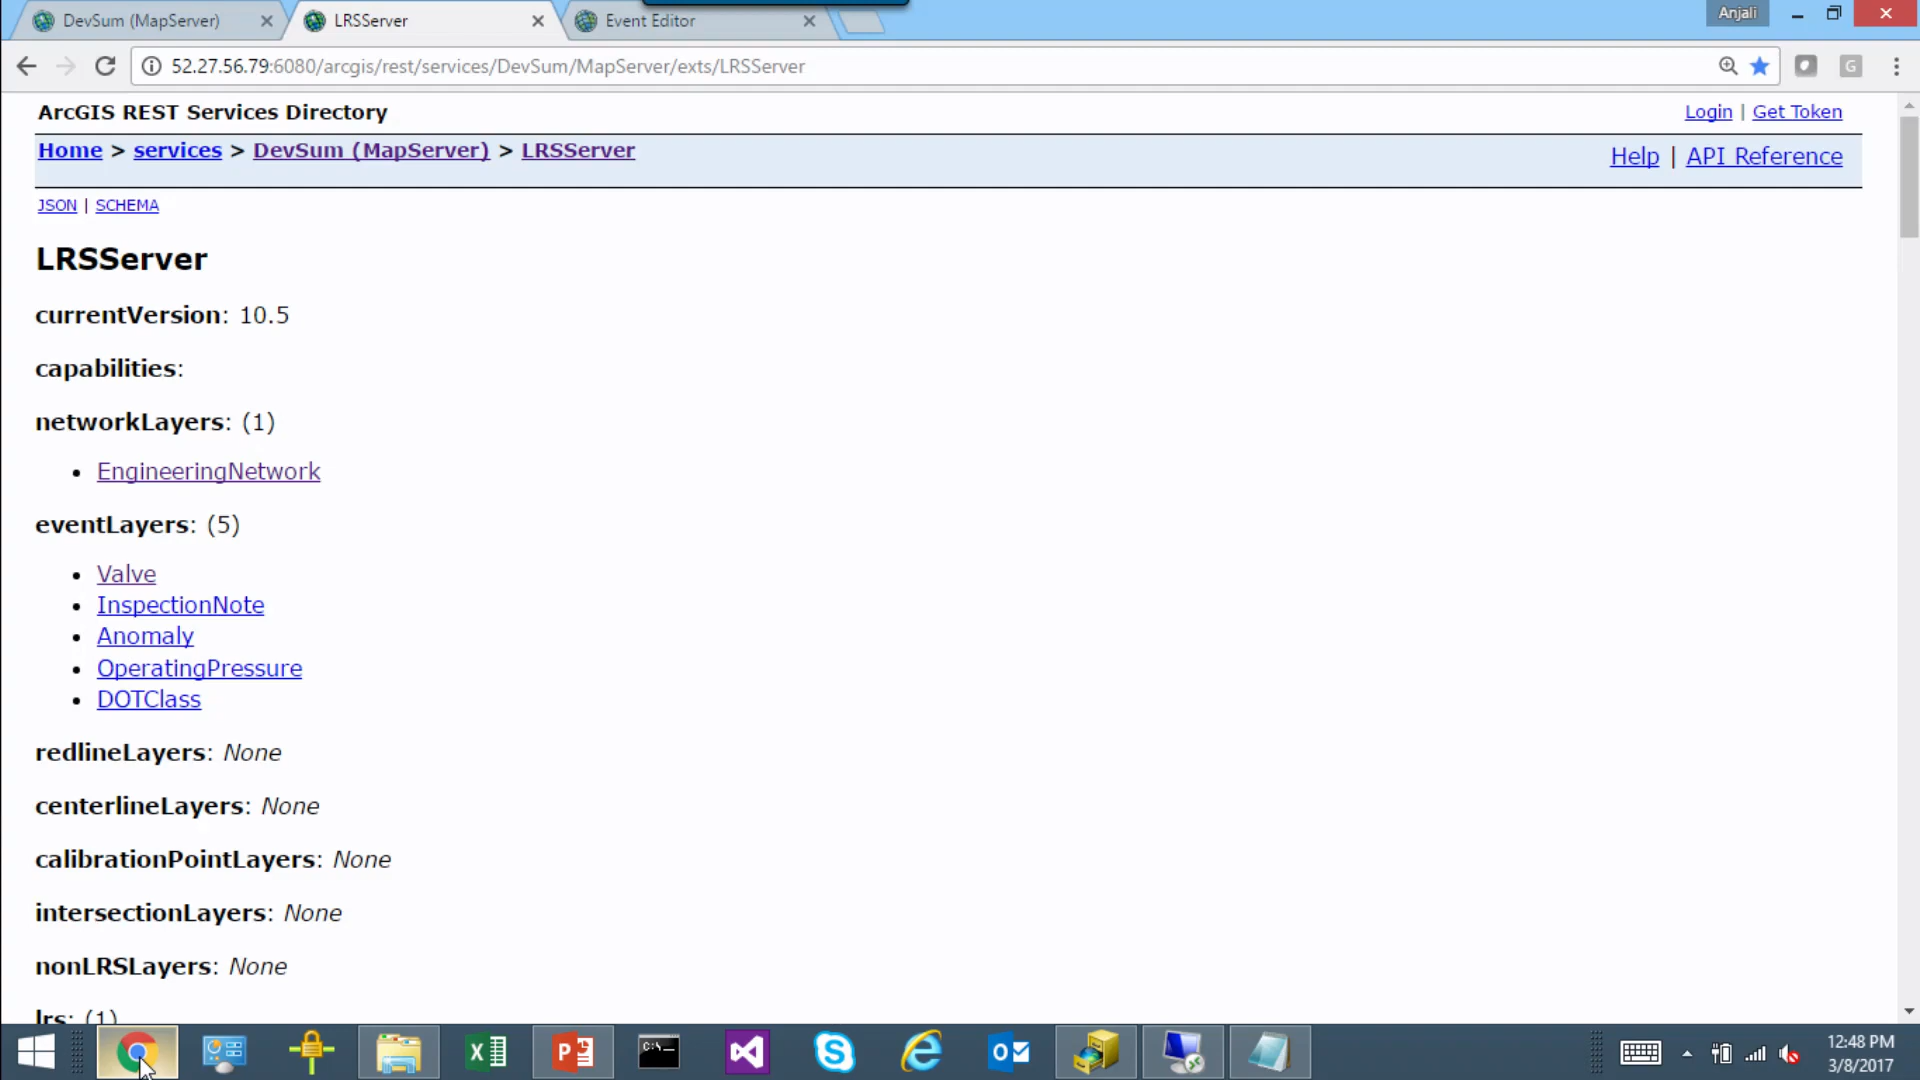 DevSum (MapServer)
LRSServer
Event Editor
Anjali
52.27.56.79:6080/arcgis/rest/services/DevSum/MapServer/exts/LRSServer
ArcGIS REST Services Directory
Login | Get Token
Home > services > DevSum (MapServer) > LRSServer
Help | API Reference
JSON | SCHEMA
LRSServer
currentVersion: 10.5
capabilities:
networkLayers: (1)
• EngineeringNetwork
eventLayers: (5)
• Valve
• InspectionNote
• Anomaly
• OperatingPressure
• DOTClass
redlineLayers: None
centerlineLayers: None
calibrationPointLayers: None
intersectionLayers: None
nonLRSLayers: None
lrs: (1)
12:48 PM
3/8/2017